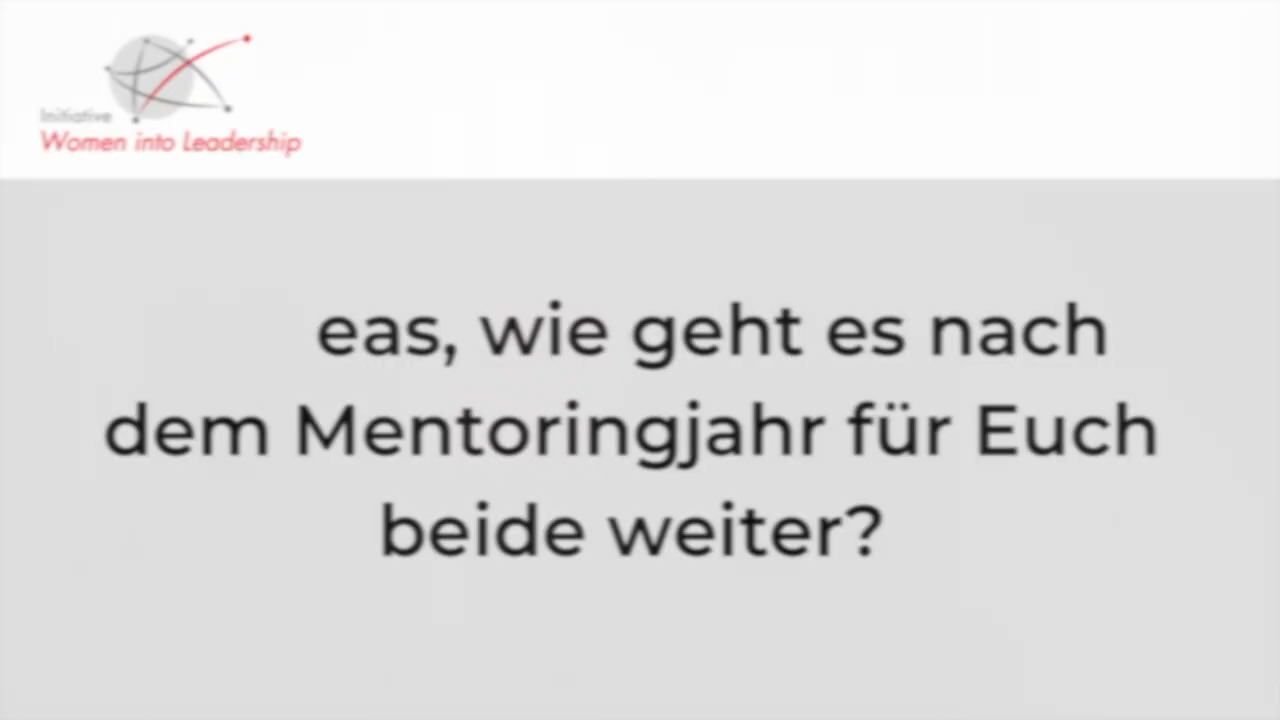 Initiative
Women into Leadership
eas, wie geht es nach
dem Mentoringjahr für Euch
beide weiter?